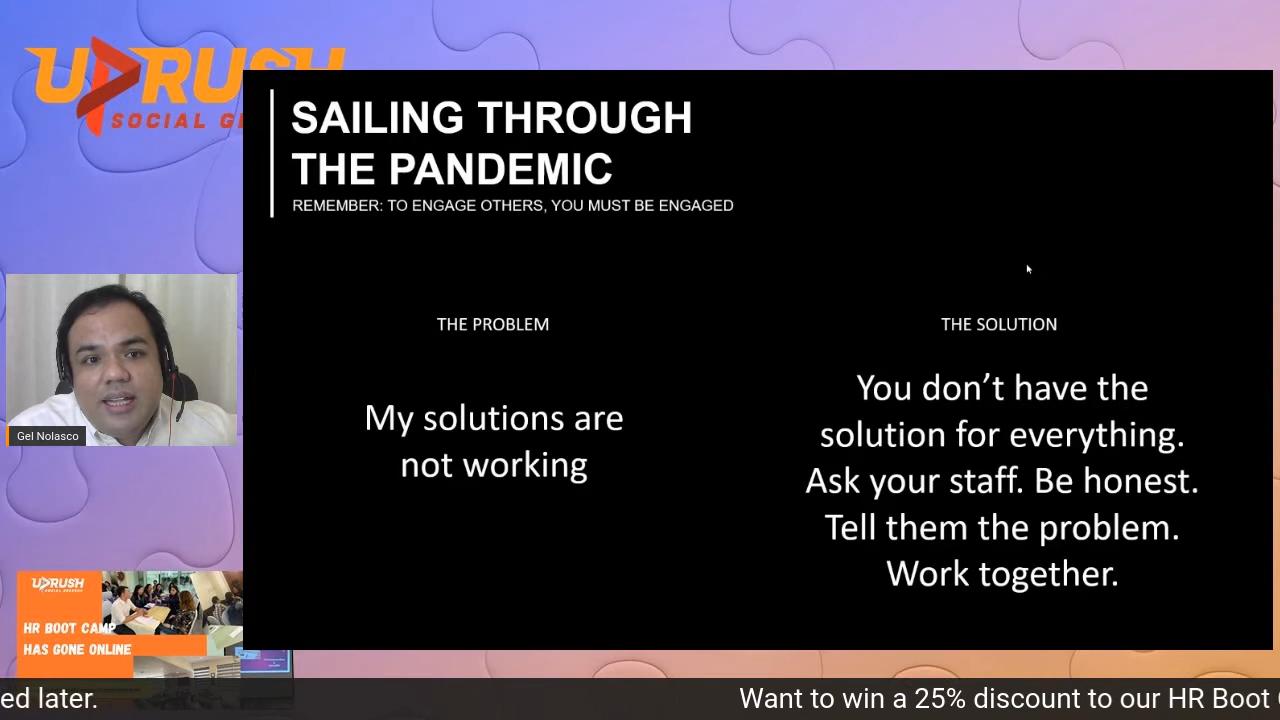 UPRUSH
SOCIAL
SAILING THROUGH
THE PANDEMIC
REMEMBER: TO ENGAGE OTHERS, YOU MUST BE ENGAGED
THE PROBLEM
My solutions are
not working
THE SOLUTION
You don’t have the
solution for everything.
Ask your staff. Be honest.
Tell them the problem.
Work together.
Gel Nolasco
UPRUSH
HR BOOT CAMP
HAS GONE ONLINE
ed later.
Want to win a 25% discount to our HR Boot